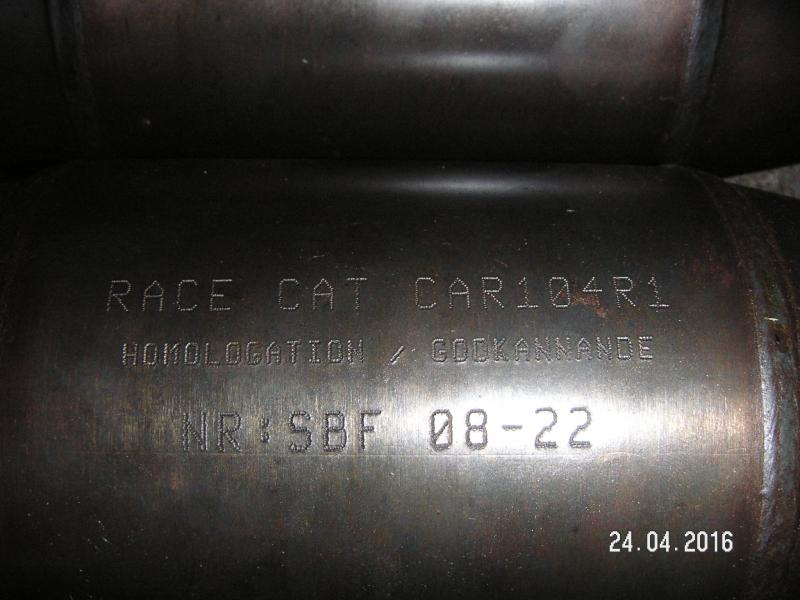 RACE CAT CAR104R1
HOMOLOGATION / GODKANNANDE
NR:SBF 08-22
24.04.2016